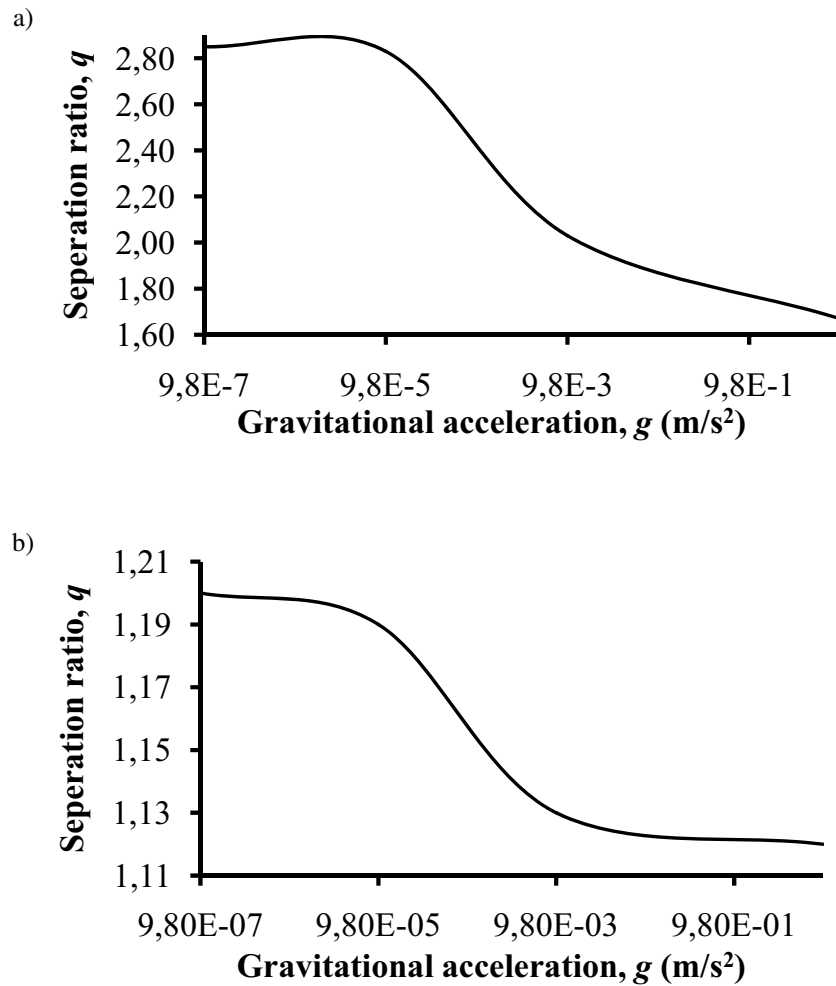 a)
Seperation ratio, q
2,80
2,60
2,40
2,20
2,00
1,80
1,60
9,8E-7 9,8E-5 9,8E-3 9,8E-1
Gravitational acceleration, g (m/s²)
b)
Seperation ratio, q
1,21
1,19
1,17
1,15
1,13
1,11
9,80E-07 9,80E-05 9,80E-03 9,80E-01
Gravitational acceleration, g (m/s²)